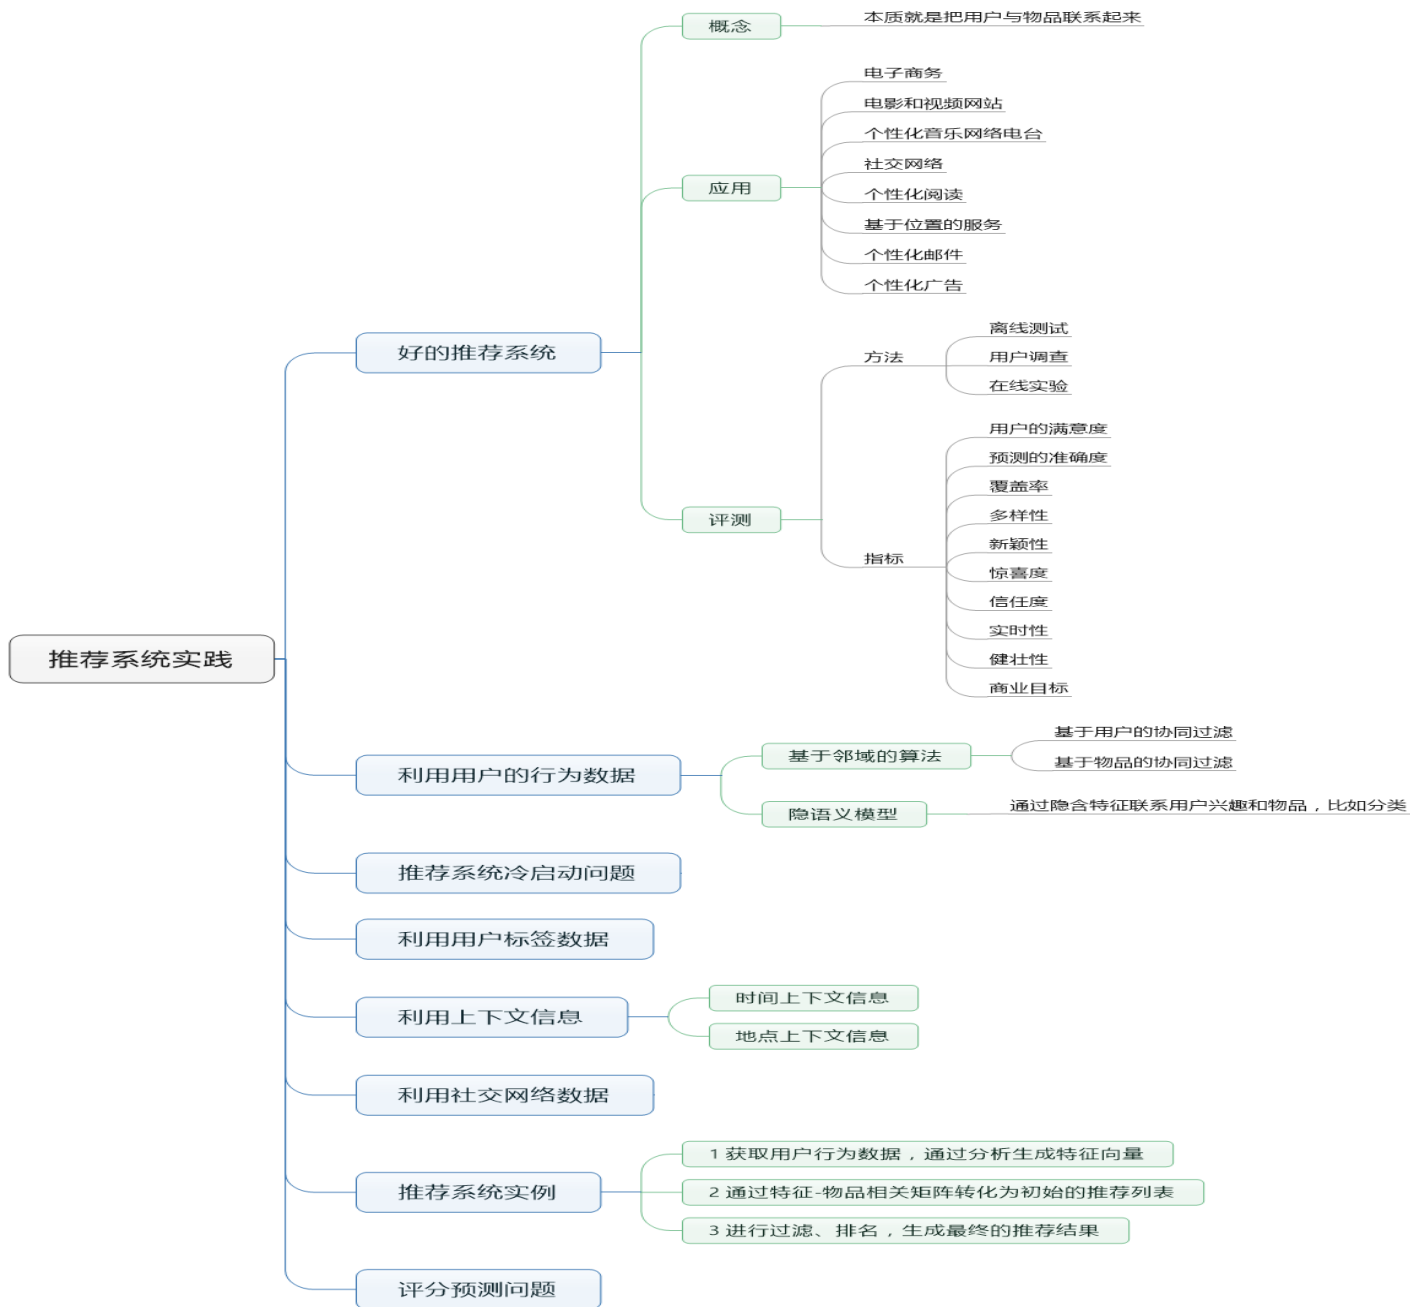 推荐系统实践
好的推荐系统
概念
本质就是把用户与物品联系起来
应用
电子商务
电影和视频网站
个性化音乐网络电台
社交网络
个性化阅读
基于位置的服务
个性化邮件
个性化广告
评测
方法
离线测试
用户调查
在线实验
指标
用户的满意度
预测的准确度
覆盖率
多样性
新颖性
惊喜度
信任度
实时性
健壮性
商业目标
利用用户的行为数据
基于邻域的算法
基于用户的协同过滤
基于物品的协同过滤
隐语义模型
通过隐含特征联系用户兴趣和物品，比如分类
推荐系统冷启动问题
利用用户标签数据
利用上下文信息
时间上下文信息
地点上下文信息
利用社交网络数据
推荐系统实例
1 获取用户行为数据，通过分析生成特征向量
2 通过特征-物品相关矩阵转化为初始的推荐列表
3 进行过滤、排名，生成最终的推荐结果
评分预测问题